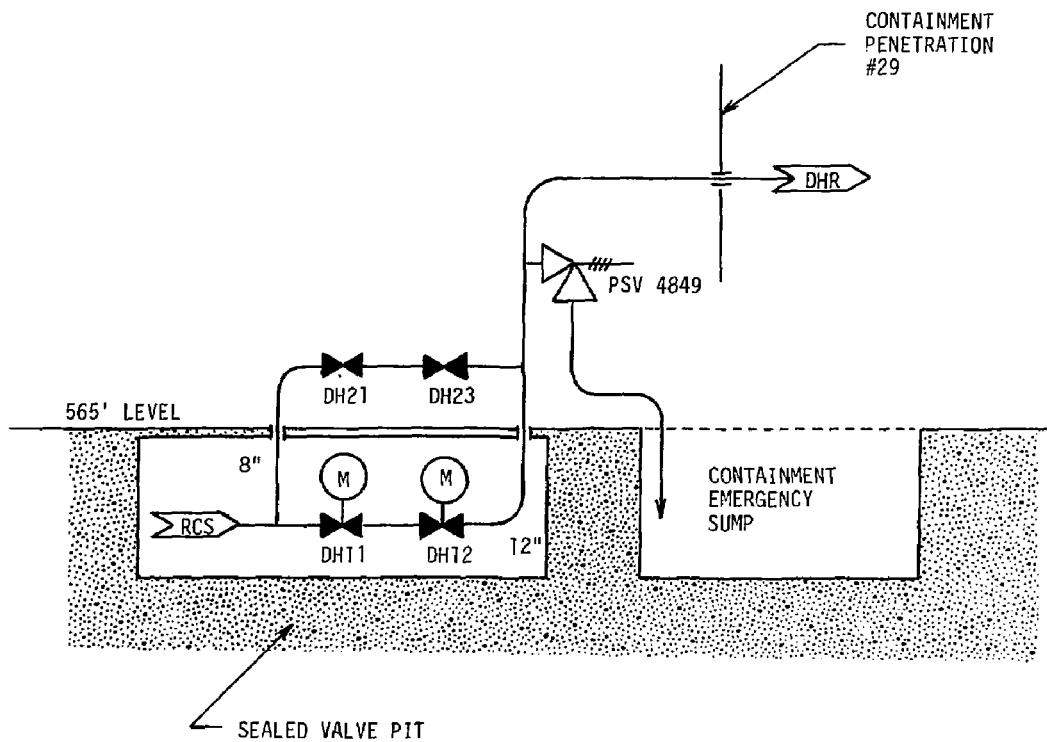 CONTAINMENT
PENETRATION
#29
DHR
PSV 4849
DH21
DH23
565' LEVEL
8"
M
M
CONTAINMENT
EMERGENCY
SUMP
RCS
DH11
DH12
12"
SEALED VALVE PIT